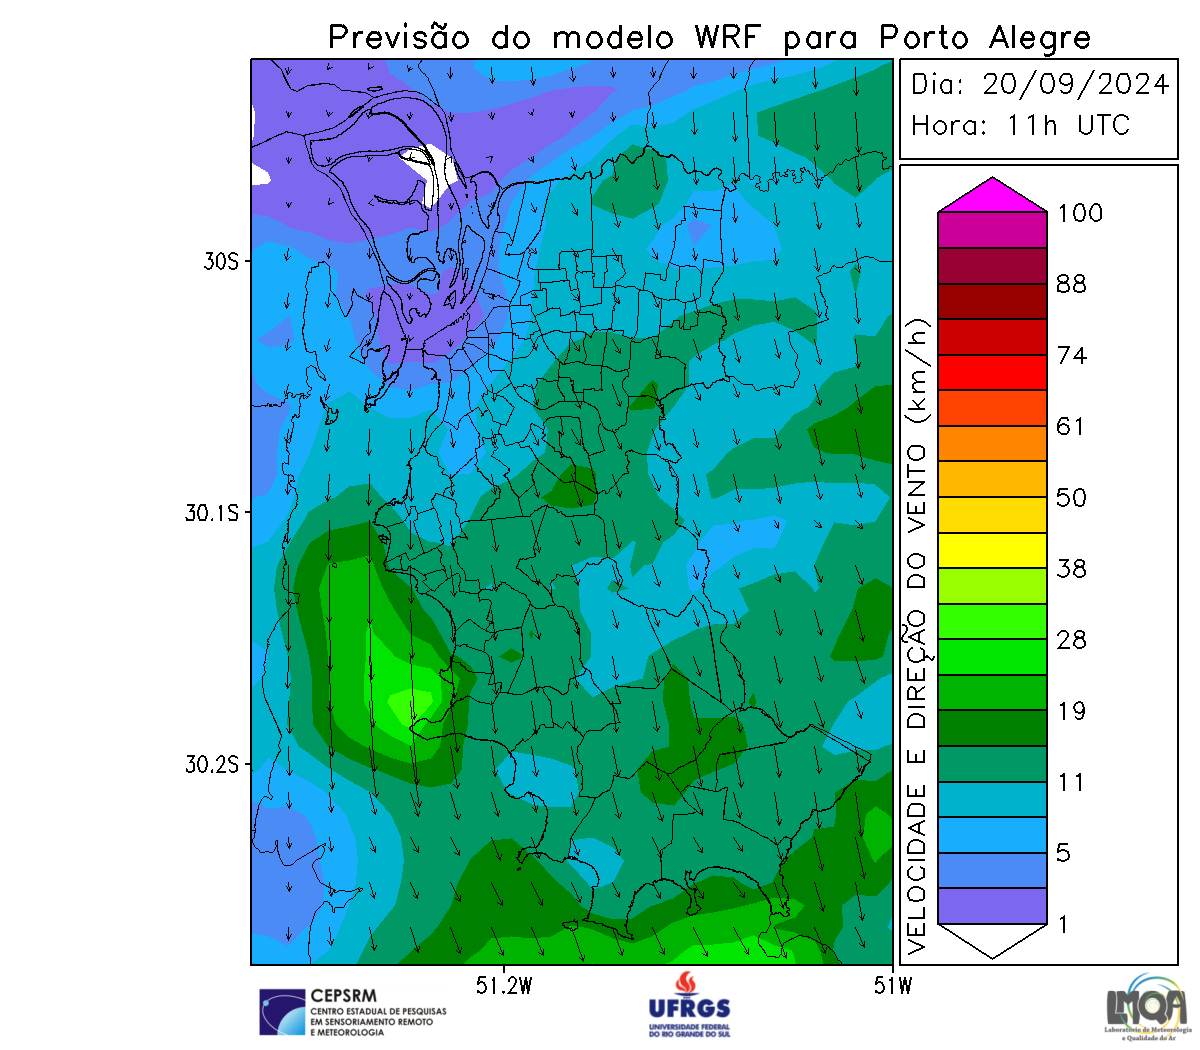 Previsão do modelo WRF para Porto Alegre
Dia: 20/09/2024
Hora: 11h UTC
30S
30.1S
30.2S
51.2W
51W
VELOCIDADE E DIREÇÃO DO VENTO (km/h)
100
88
74
61
50
38
28
19
11
5
1
CEPSRM
CENTRO ESTADUAL DE PESQUISAS
EM SENSORIAMENTO REMOTO
E METEOROLOGIA
UFRGS
UNIVERSIDADE FEDERAL
DO RIO GRANDE DO SUL
LMQA
Laboratório de Meteorologia
e Qualidade do Ar